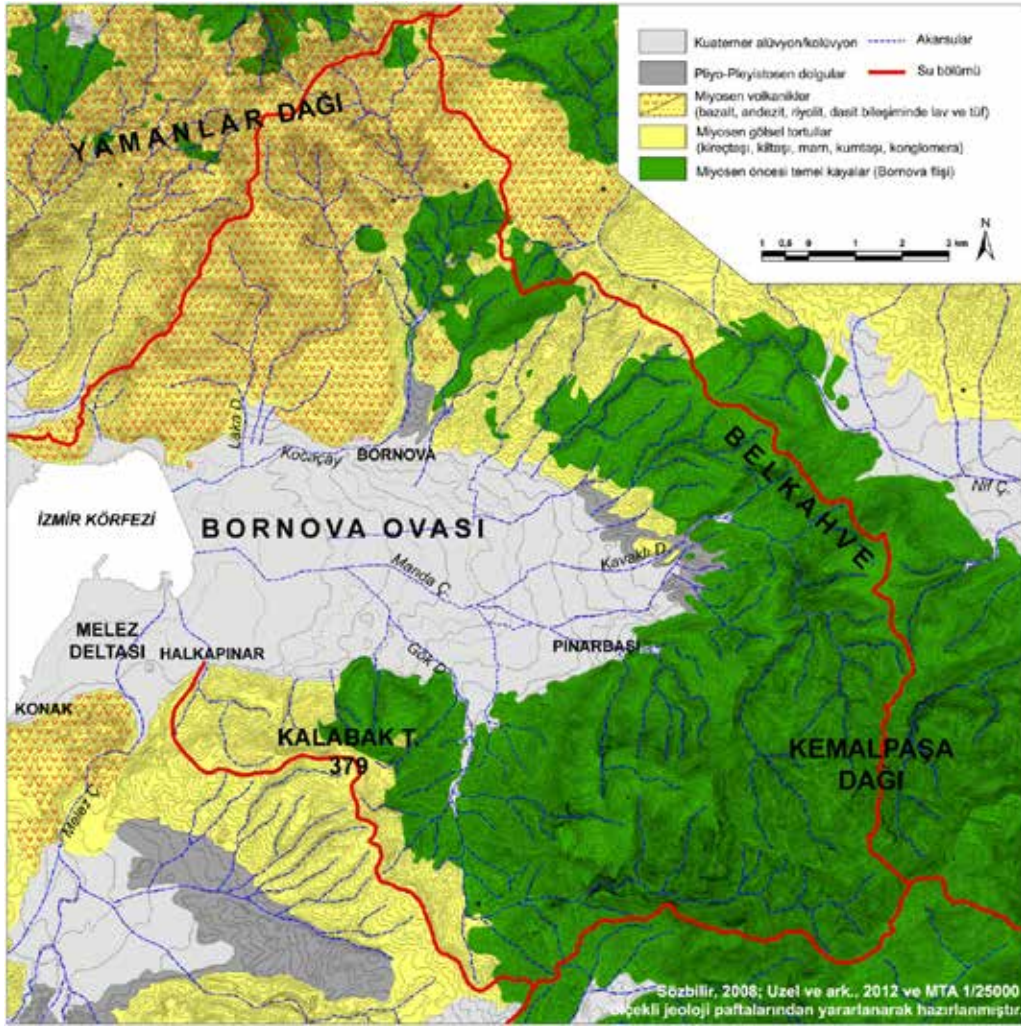 Kuaterner alüvyon/kolüvyon
Akarsular
Pliyo-Pleyistosen dolgular
Su bölümü
Miyosen volkanikler
(bazalt, andezit, riyolit, dasit bileşiminde lav ve tüf)
Miyosen gölsel tortullar
(kireçtaşı, kiltaşı, marn, kumtaşı, konglomera)
Miyosen öncesi temel kayalar (Bornova flişi)
N
1 0,5 0 1 2 3 km
YAMANLAR DAĞI
Laka D.
Kocaçay
BORNOVA
BELKAHVE
Nif Ç.
İZMİR KÖRFEZİ
BORNOVA OVASI
Manda Ç.
Kavaklı D.
MELEZ
DELTASI
HALKAPINAR
Gök D.
PINARBAŞI
KONAK
KALABAK T.
379
KEMALPAŞA
DAĞI
Melez Ç.
Sözbilir, 2008; Uzel ve ark., 2012 ve MTA 1/25000
ölçekli jeoloji paftalarından yararlanarak hazırlanmıştır.